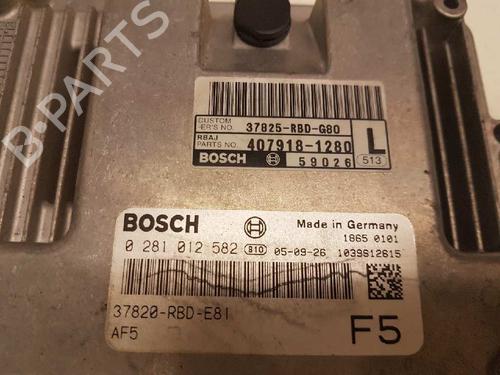 B-PARTS
CUSTOM
-ER'S NO. 37825-RBD-G80
RBAJ
PARTS NO. 407918-1280
L
513
BOSCH 59026
BOSCH
Made in Germany
0 281 012 582 810 05-09-26
1865 0101
1039S12615
37820-RBD-E81
AF5
F5